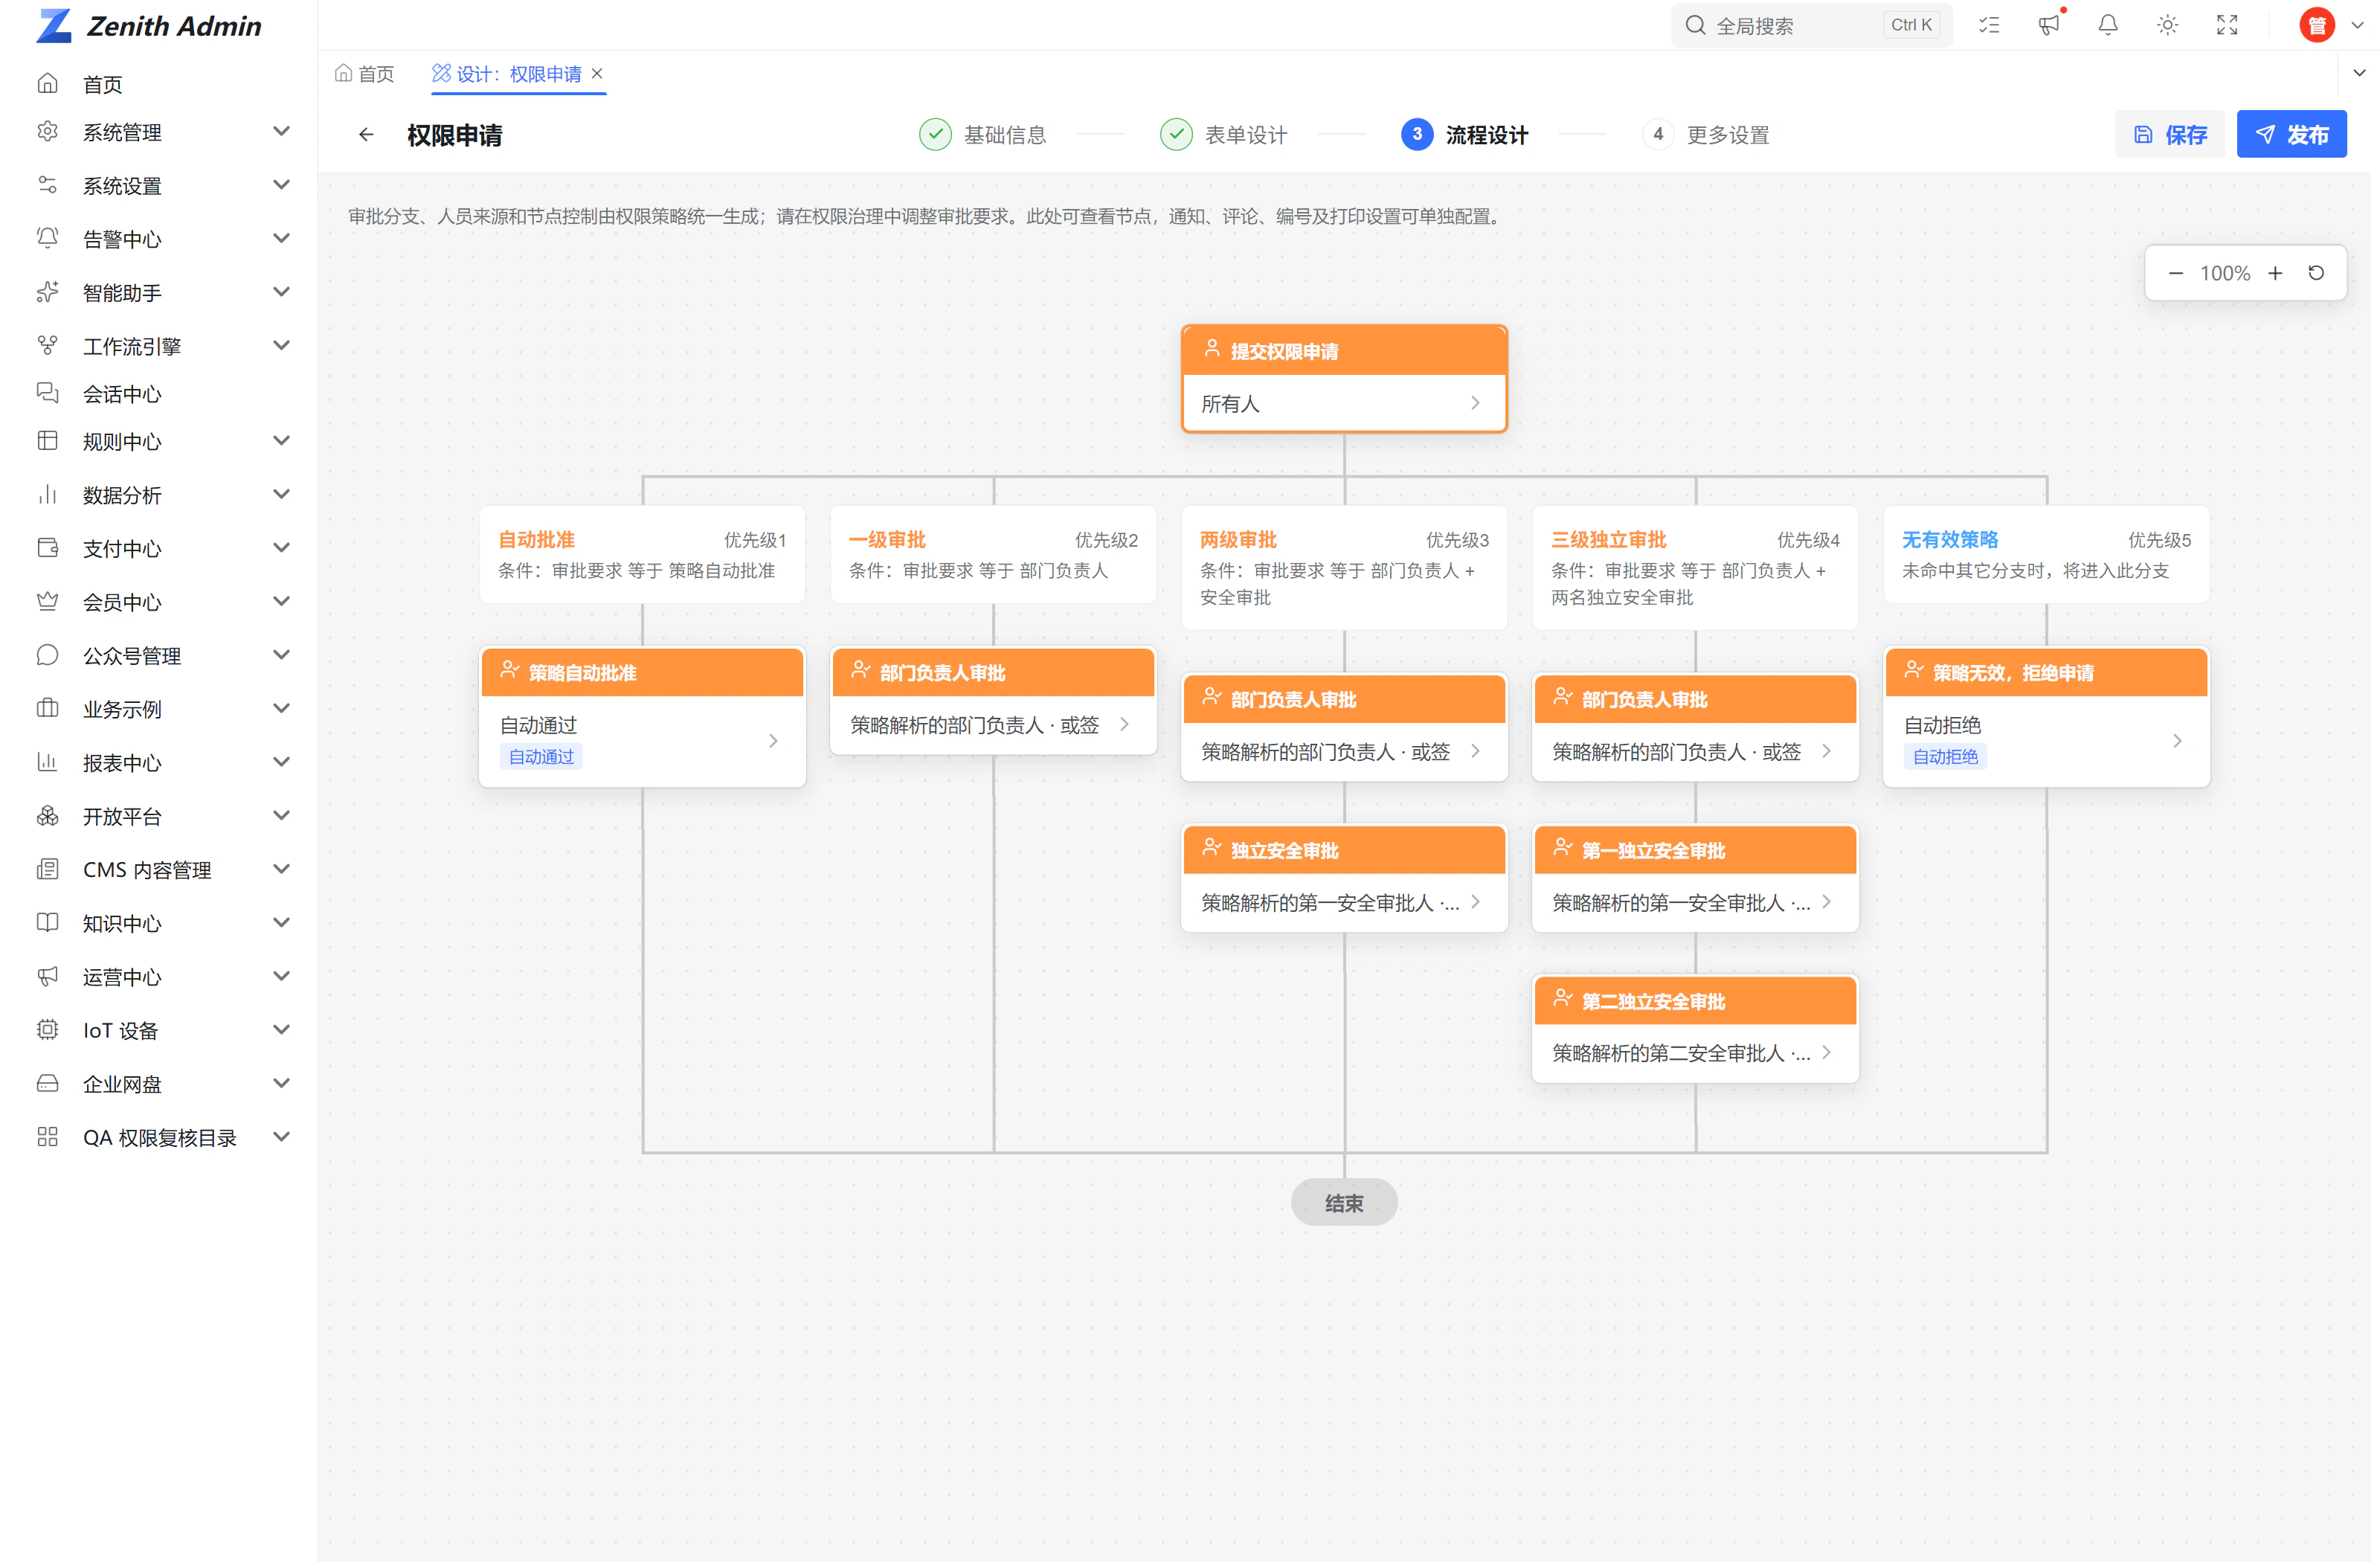 Zenith Admin
全局搜索
Ctrl K
管
首页
系统管理
系统设置
告警中心
智能助手
工作流引擎
会话中心
规则中心
数据分析
支付中心
会员中心
公众号管理
业务示例
报表中心
开放平台
CMS 内容管理
知识中心
运营中心
IoT 设备
企业网盘
QA 权限复核目录
首页
设计：权限申请
权限申请
基础信息
表单设计
3 流程设计
4 更多设置
保存
发布
审批分支、人员来源和节点控制由权限策略统一生成；请在权限治理中调整审批要求。此处可查看节点，通知、评论、编号及打印设置可单独配置。
100%
提交权限申请
所有人
自动批准 优先级1
条件：审批要求 等于 策略自动批准
策略自动批准
自动通过
自动通过
一级审批 优先级2
条件：审批要求 等于 部门负责人
部门负责人审批
策略解析的部门负责人 · 或签
两级审批 优先级3
条件：审批要求 等于 部门负责人 +
安全审批
部门负责人审批
策略解析的部门负责人 · 或签
独立安全审批
策略解析的第一安全审批人 ·...
三级独立审批 优先级4
条件：审批要求 等于 部门负责人 +
两名独立安全审批
部门负责人审批
策略解析的部门负责人 · 或签
第一独立安全审批
策略解析的第一安全审批人 ·...
第二独立安全审批
策略解析的第二安全审批人 ·...
无有效策略 优先级5
未命中其它分支时，将进入此分支
策略无效，拒绝申请
自动拒绝
自动拒绝
结束